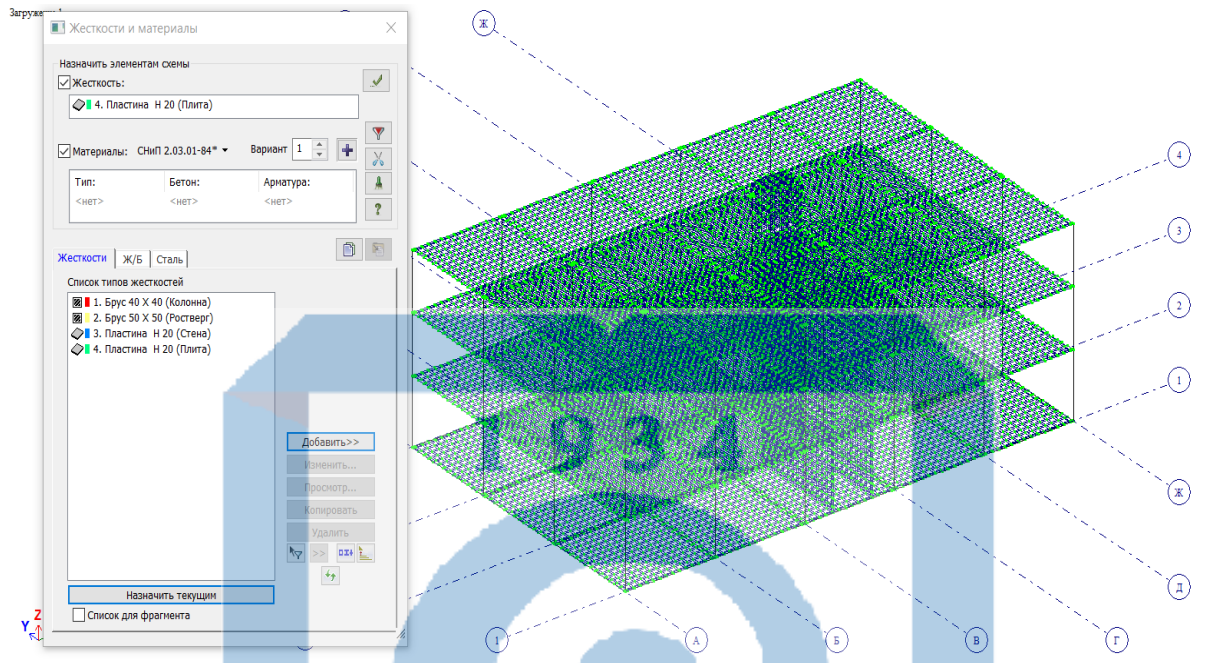 Загружение 1
Жесткости и материалы
Назначить элементам схемы
Жесткость:
4. Пластина Н 20 (Плита)
Материалы: СНиП 2.03.01-84* Вариант 1
Тип: Бетон: Арматура:
<нет> <нет> <нет>
Жесткости Ж/Б Сталь
Список типов жесткостей
1. Брус 40 X 40 (Колонна)
2. Брус 50 X 50 (Ростверг)
3. Пластина Н 20 (Стена)
4. Пластина Н 20 (Плита)
Добавить>>
Изменить...
Просмотр...
Копировать
Удалить
>>
Назначить текущим
Список для фрагмента
Z
Y
Ж
4
3
2
1
Ж
Д
Г
В
Б
А
1
1934